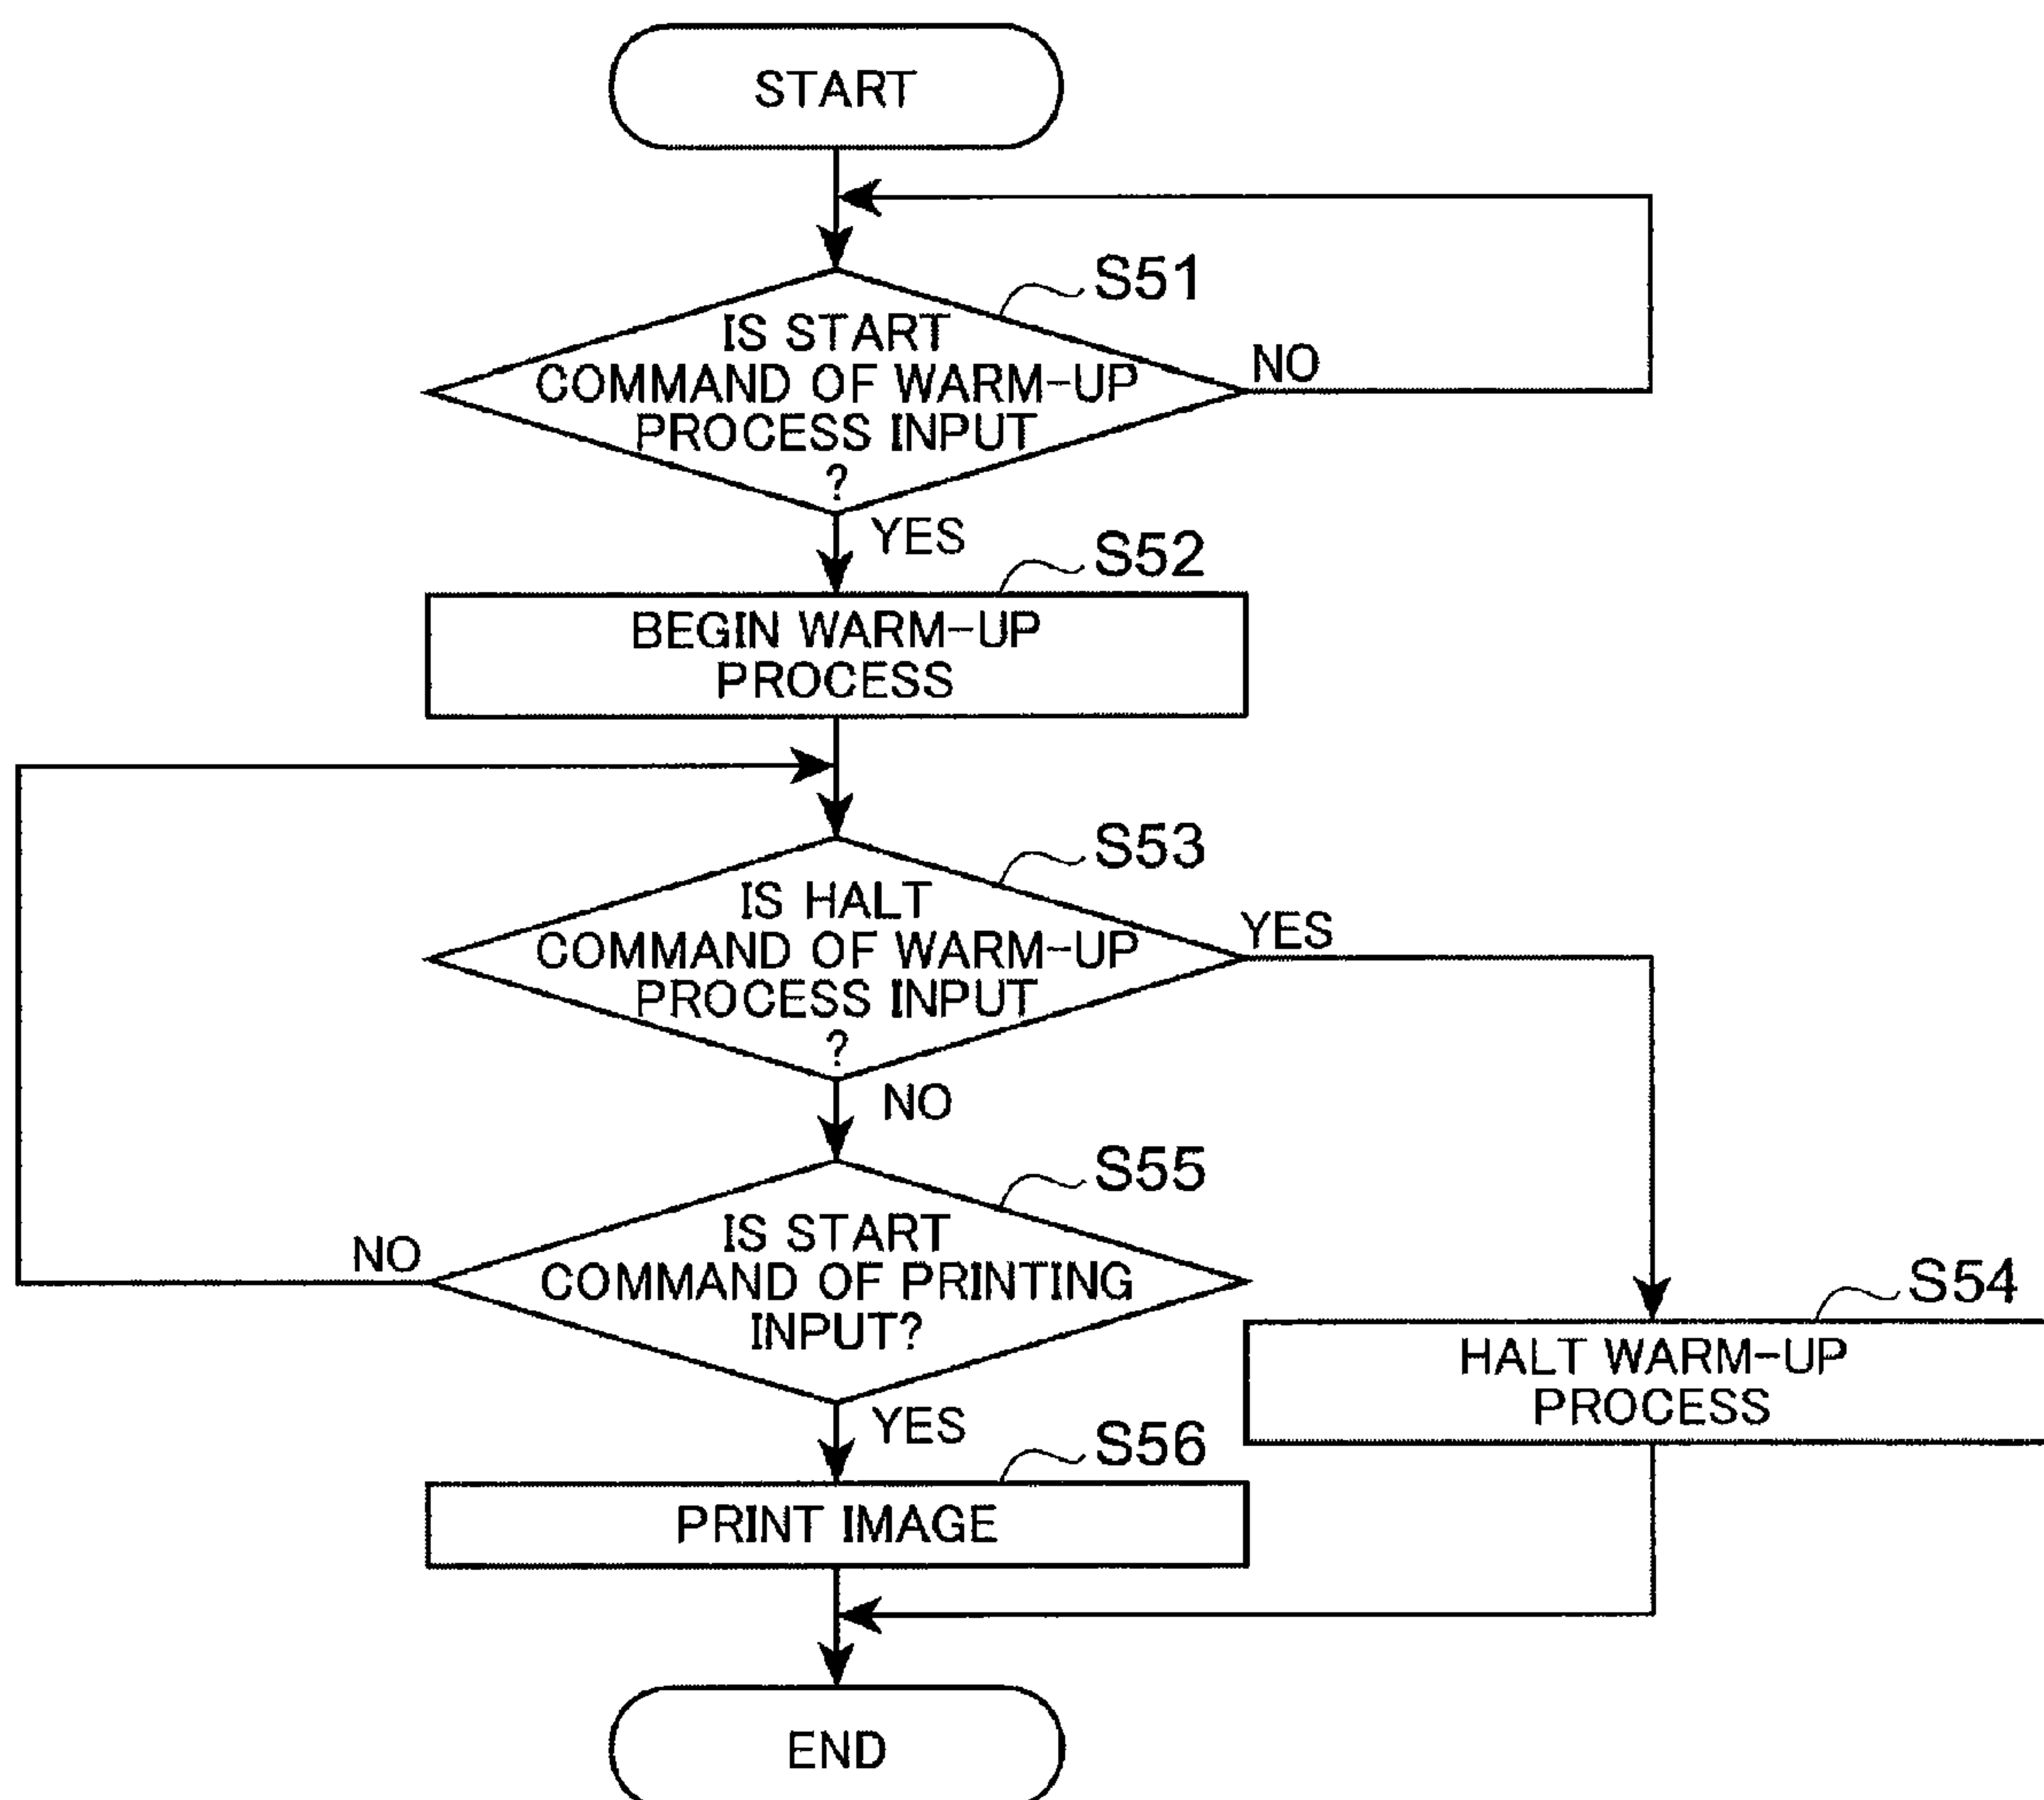 START
S51
IS START
COMMAND OF WARM-UP
PROCESS INPUT
?
NO
YES
S52
BEGIN WARM-UP
PROCESS
S53
IS HALT
COMMAND OF WARM-UP
PROCESS INPUT
?
YES
NO
S55
IS START
COMMAND OF PRINTING
INPUT?
NO
YES
S54
HALT WARM-UP
PROCESS
S56
PRINT IMAGE
END